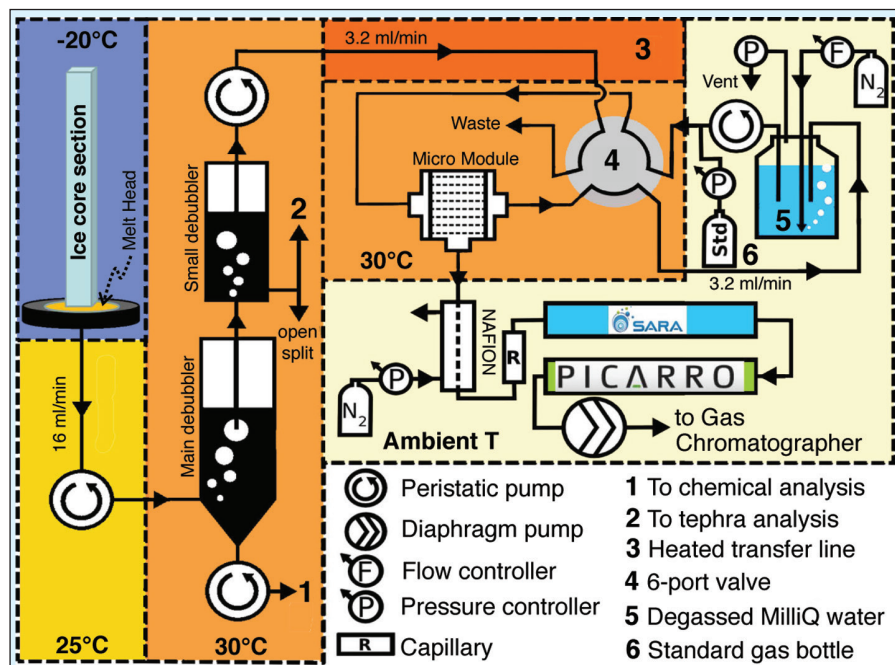 -20°C
Ice core section
Melt Head
16 ml/min
25°C
Small debubbler
2
open
split
Main debubbler
1
30°C
3.2 ml/min
3
Waste
Micro Module
4
30°C
P
Vent
F
N2
P
Std
5
6
3.2 ml/min
NAFION
R
SARA
PICARRO
N2
P
Ambient T
to Gas
Chromatographer
Peristatic pump
Diaphragm pump
F Flow controller
P Pressure controller
R Capillary
1 To chemical analysis
2 To tephra analysis
3 Heated transfer line
4 6-port valve
5 Degassed MilliQ water
6 Standard gas bottle